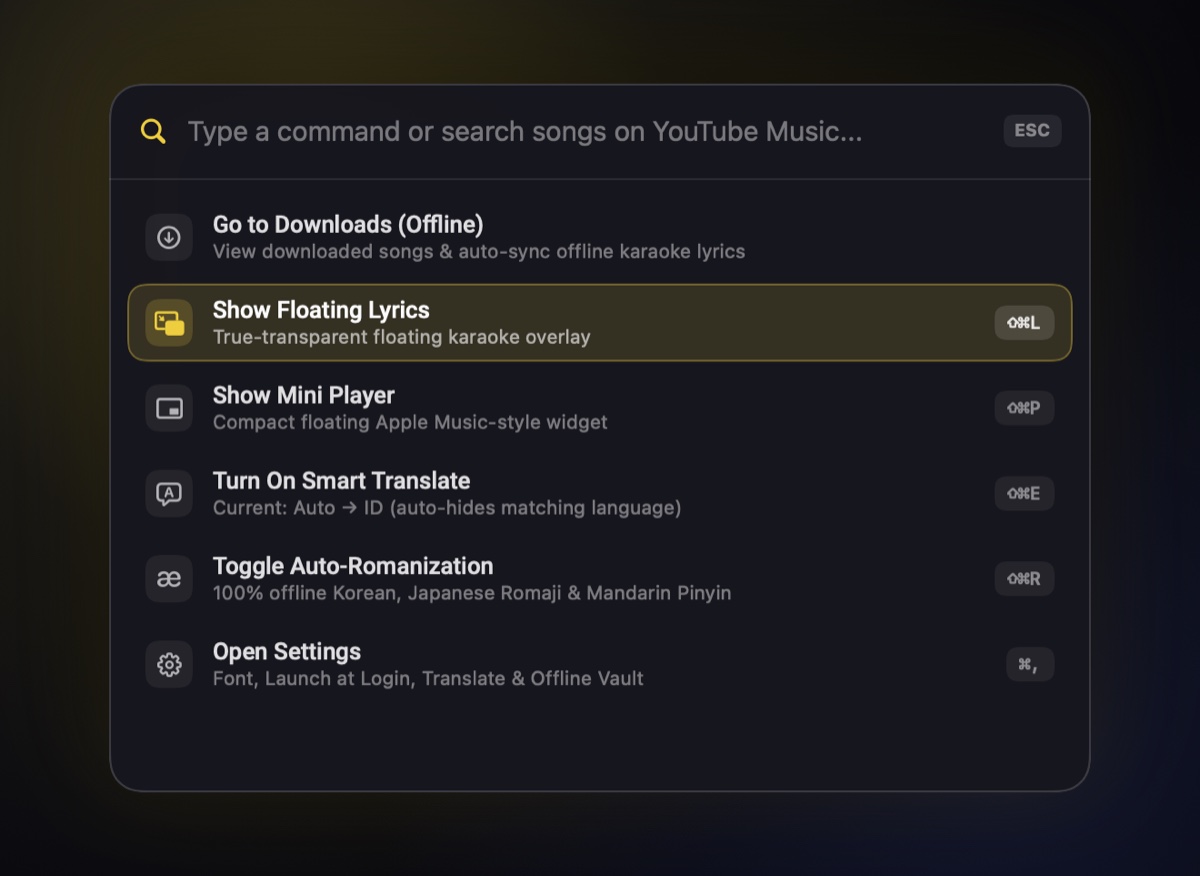 Type a command or search songs on YouTube Music...
ESC
Go to Downloads (Offline)
View downloaded songs & auto-sync offline karaoke lyrics
Show Floating Lyrics
True-transparent floating karaoke overlay
⇧⌘L
Show Mini Player
Compact floating Apple Music-style widget
⇧⌘P
A
Turn On Smart Translate
Current: Auto → ID (auto-hides matching language)
⇧⌘E
æ
Toggle Auto-Romanization
100% offline Korean, Japanese Romaji & Mandarin Pinyin
⇧⌘R
Open Settings
Font, Launch at Login, Translate & Offline Vault
⌘,